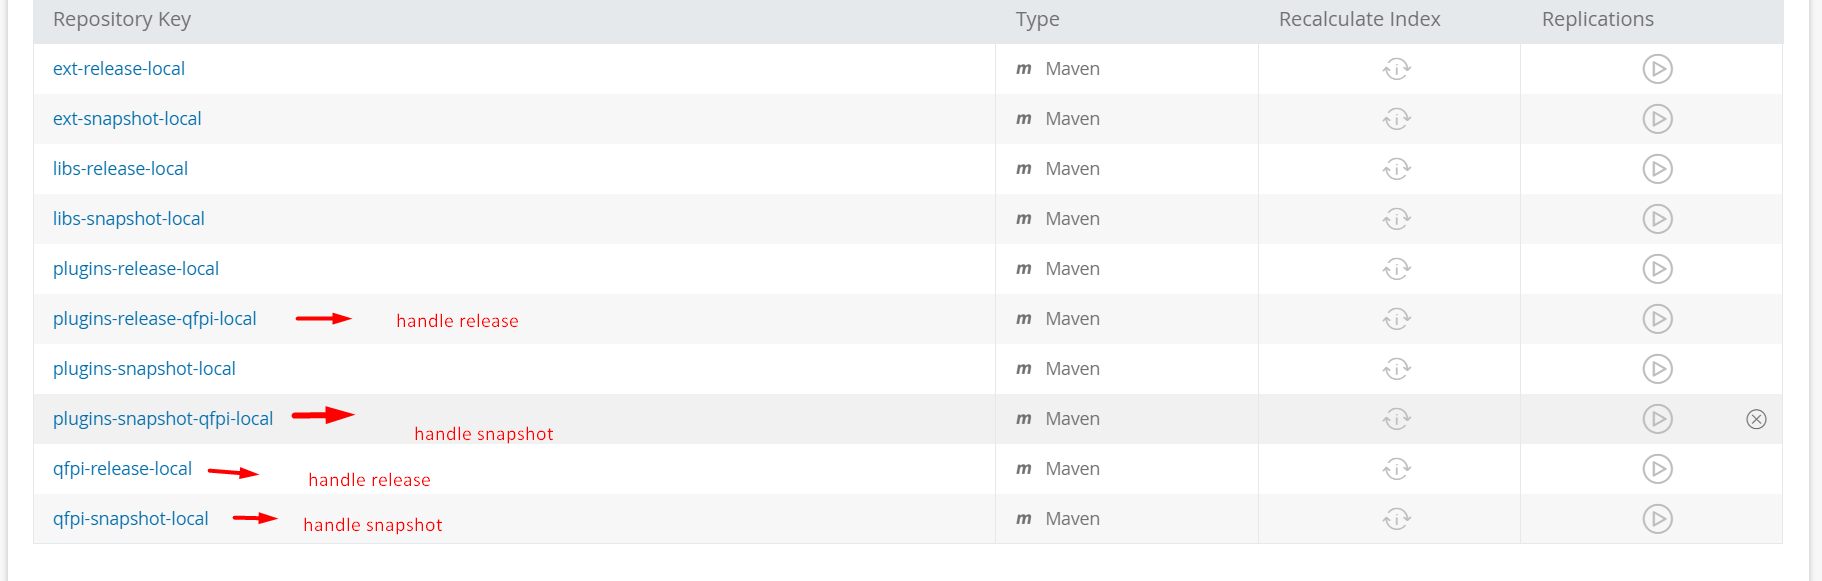 Repository Key Type Recalculate Index Replications
ext-release-local m Maven
ext-snapshot-local m Maven
libs-release-local m Maven
libs-snapshot-local m Maven
plugins-release-local m Maven
plugins-release-qfpi-local handle release m Maven
plugins-snapshot-local m Maven
plugins-snapshot-qfpi-local handle snapshot m Maven
qfpi-release-local handle release m Maven
qfpi-snapshot-local handle snapshot m Maven